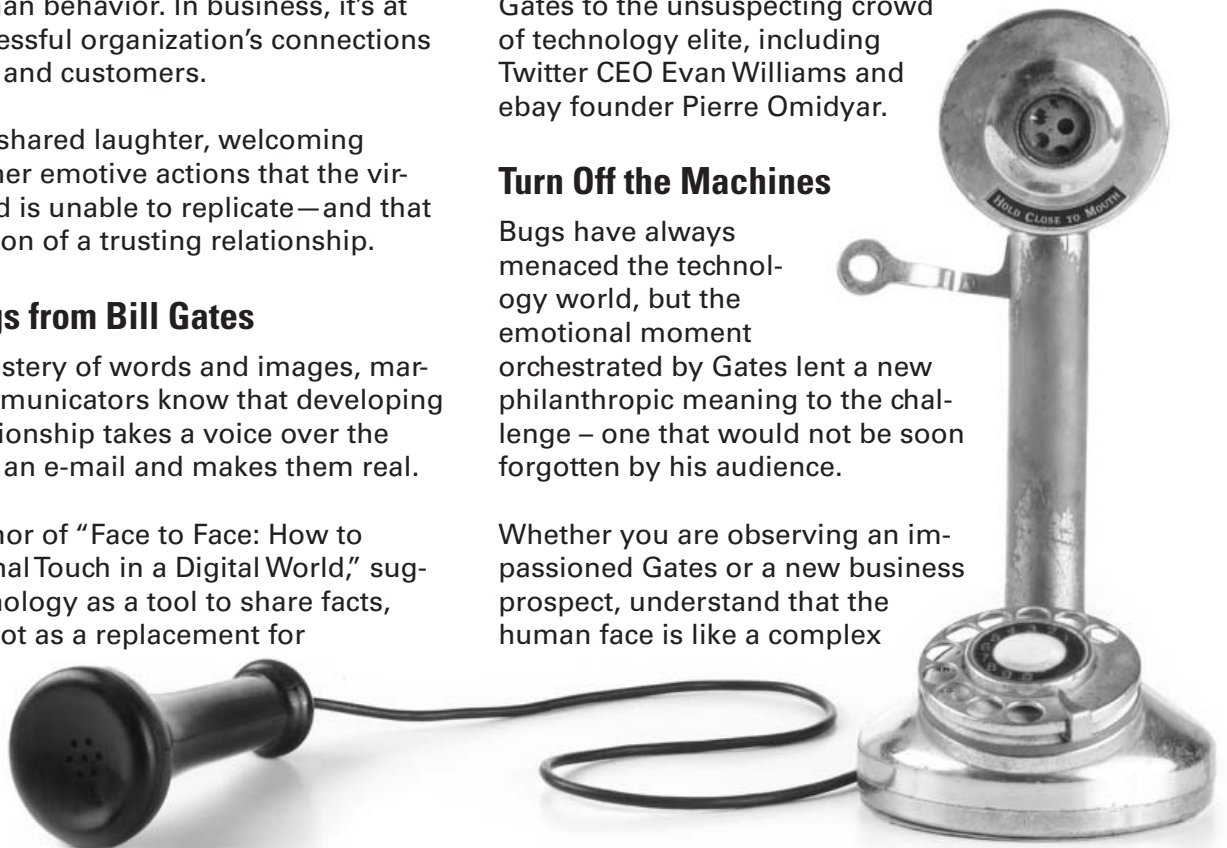 an behavior. In business, it's at
essful organization's connections
and customers.
shared laughter, welcoming
er emotive actions that the vir-
d is unable to replicate—and that
on of a trusting relationship.
s from Bill Gates
stery of words and images, mar-
municators know that developing
ionship takes a voice over the
an e-mail and makes them real.
or of “Face to Face: How to
nal Touch in a Digital World,” sug-
nology as a tool to share facts,
ot as a replacement for
Gates to the unsuspecting crowd
of technology elite, including
Twitter CEO Evan Williams and
ebay founder Pierre Omidyar.
Turn Off the Machines
Bugs have always
menaced the technol-
ogy world, but the
emotional moment
orchestrated by Gates lent a new
philanthropic meaning to the chal-
lenge – one that would not be soon
forgotten by his audience.
Whether you are observing an im-
passioned Gates or a new business
prospect, understand that the
human face is like a complex
HOLD CLOSE TO MOUTH